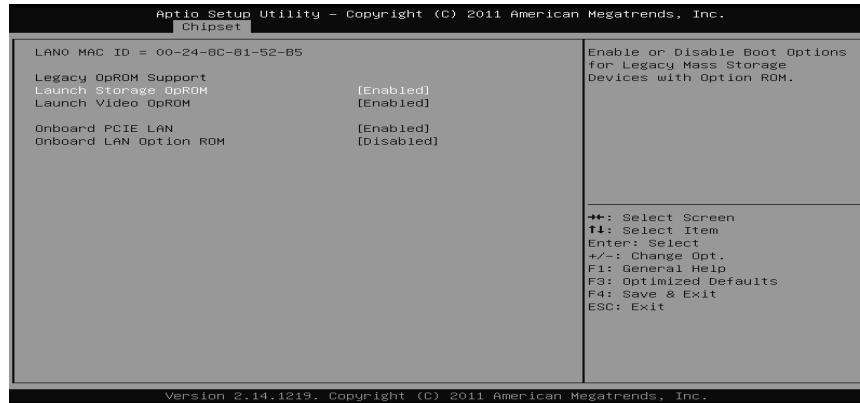 Aptio Setup Utility – Copyright (C) 2011 American Megatrends, Inc.
Chipset
LAN0 MAC ID = 00-24-8C-81-52-B5
Legacy OpROM Support
Launch Storage OpROM [Enabled]
Launch Video OpROM [Enabled]
Onboard PCIE LAN [Enabled]
Onboard LAN Option ROM [Disabled]
Enable or Disable Boot Options
for Legacy Mass Storage
Devices with Option ROM.
→←: Select Screen
↑↓: Select Item
Enter: Select
+/-: Change Opt.
F1: General Help
F3: Optimized Defaults
F4: Save & Exit
ESC: Exit
Version 2.14.1219. Copyright (C) 2011 American Megatrends, Inc.